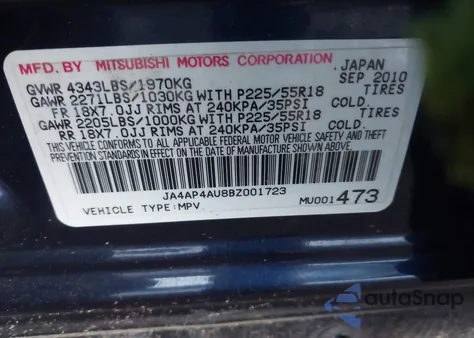 MFD. BY MITSUBISHI MOTORS CORPORATION . JAPAN
GVWR 4343LBS/1970KG SEP 2010
GAWR 2271LBS/1030KG WITH P225/55R18 TIRES
FR 18X7.0JJ RIMS AT 240KPA/35PSI COLD.
GAWR 2205LBS/1000KG WITH P225/55R18 TIRES
RR 18X7.0JJ RIMS AT 240KPA/35PSI COLD.
THIS VEHICLE CONFORMS TO ALL APPLICABLE FEDERAL MOTOR VEHICLE SAFETY AND THEFT
PREVENTION STANDARDS IN EFFECT ON THE DATE OF MANUFACTURE SHOWN ABOVE.
JA4AP4AU8BZ001723
VEHICLE TYPE:MPV MU001473
autoSnap